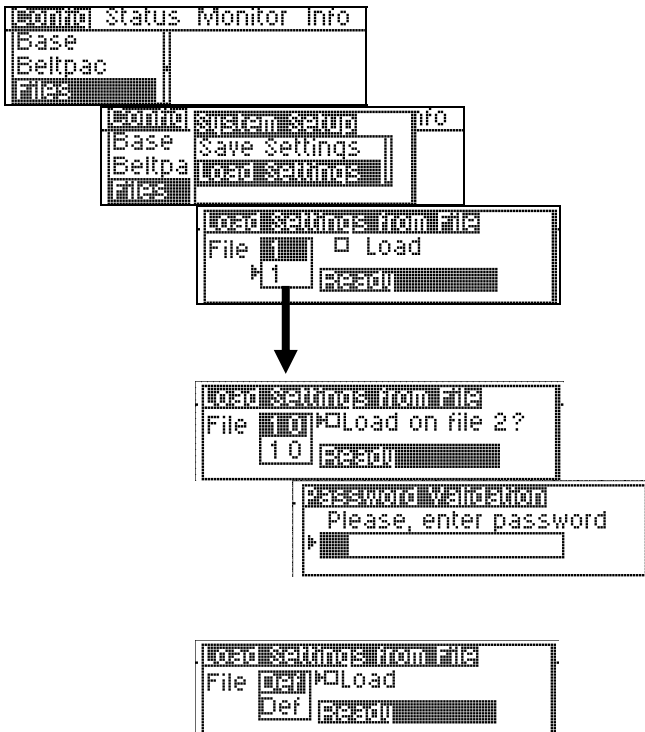 Config Status Monitor Info
Base
Beltpac
Files
Config System Setup nfo
Base Save Settings
Beltpa Load Settings
Files
Load Settings from File
File 1 Load
1 Ready
Load Settings from File
File 10 Load on file 2?
10 Ready
Password Validation
Please, enter password
Load Settings from File
File Def Load
Def Ready